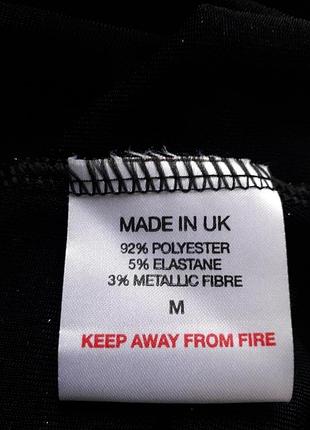 MADE IN UK
92% POLYESTER
5% ELASTANE
3% METALLIC FIBRE
M
KEEP AWAY FROM FIRE